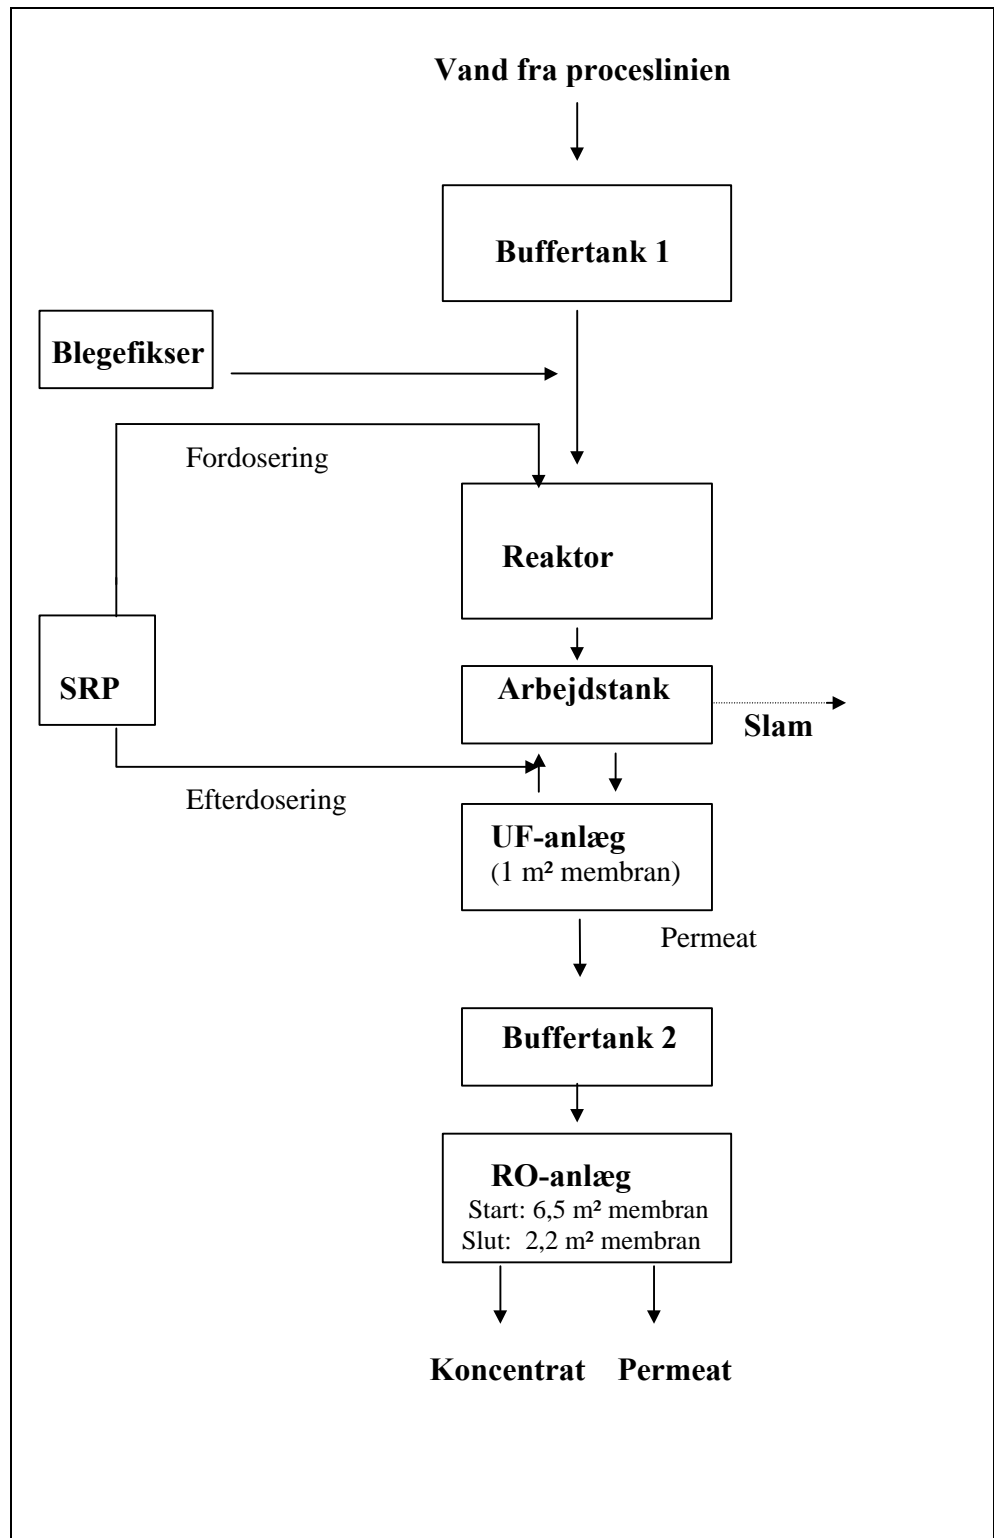 Vand fra proceslinien
Buffertank 1
Blegefikser
Fordosering
Reaktor
SRP
Arbejdstank
Slam
Efterdosering
UF-anlæg
(1 m² membran)
Permeat
Buffertank 2
RO-anlæg
Start: 6,5 m² membran
Slut: 2,2 m² membran
Koncentrat Permeat